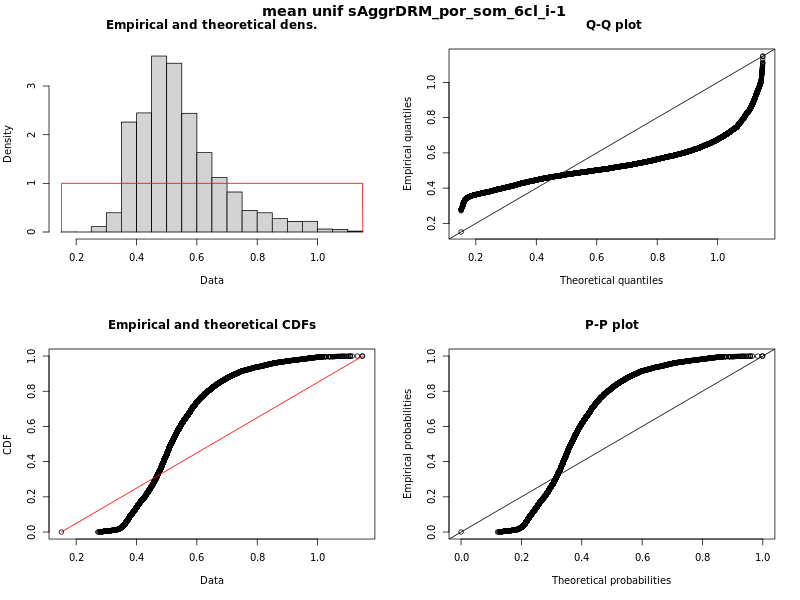 mean unif sAggrDRM_por_som_6cl_i-1
Empirical and theoretical dens.
Density
0 1 2 3
0.2 0.4 0.6 0.8 1.0
Data
Q-Q plot
Empirical quantiles
0.2 0.4 0.6 0.8 1.0
0.2 0.4 0.6 0.8 1.0
Theoretical quantiles
Empirical and theoretical CDFs
CDF
0.0 0.2 0.4 0.6 0.8 1.0
0.2 0.4 0.6 0.8 1.0
Data
P-P plot
Empirical probabilities
0.0 0.2 0.4 0.6 0.8 1.0
0.0 0.2 0.4 0.6 0.8 1.0
Theoretical probabilities